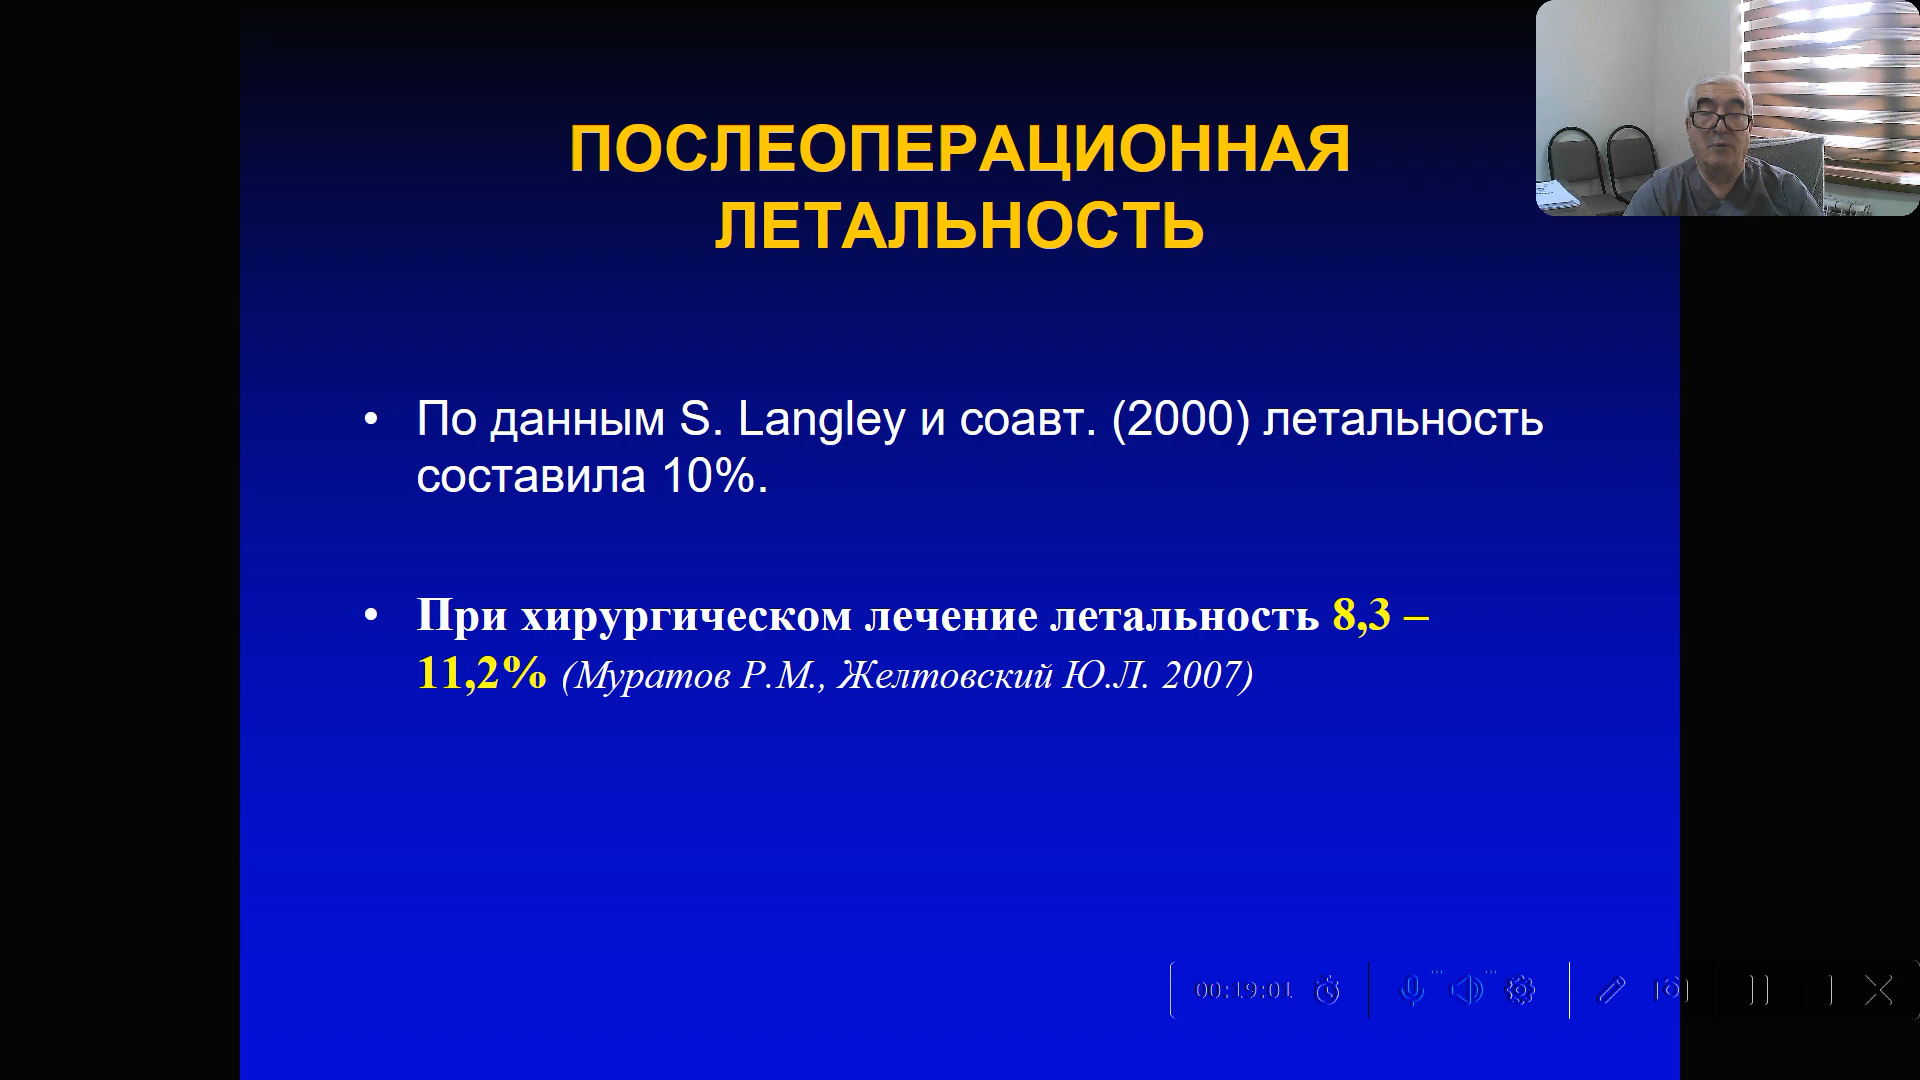 ПОСЛЕОПЕРАЦИОННАЯ
ЛЕТАЛЬНОСТЬ
• По данным S. Langley и соавт. (2000) летальность
составила 10%.
• При хирургическом лечение летальность 8,3 –
11,2% (Муратов Р.М., Желтовский Ю.Л. 2007)
00:19:01